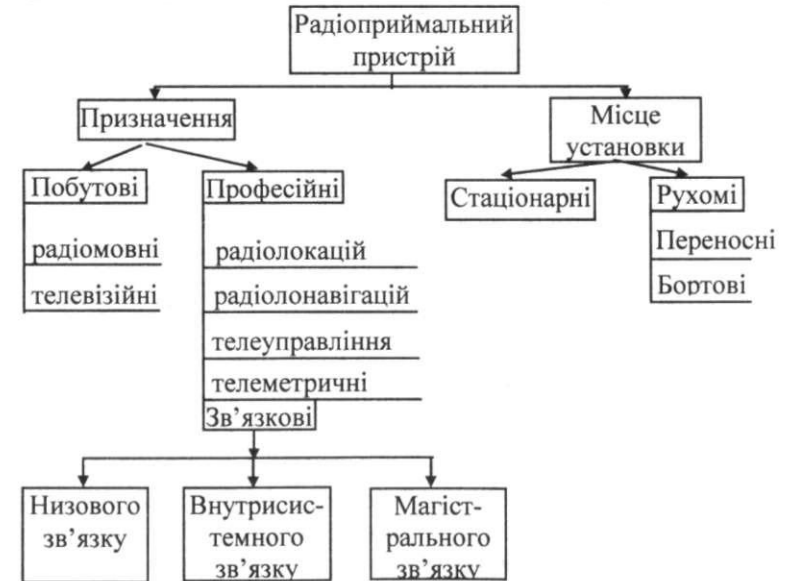 Радіоприймальний
пристрій
Призначення
Місце
установки
Побутові
Професійні
Стаціонарні
Рухомі
радіомовні
телевізійні
радіолокацій
радіолонавігацій
телеуправління
телеметричні
Зв’язкові
Переносні
Бортові
Низового
зв’язку
Внутрисис-
темного
зв’язку
Магіст-
рального
зв’язку